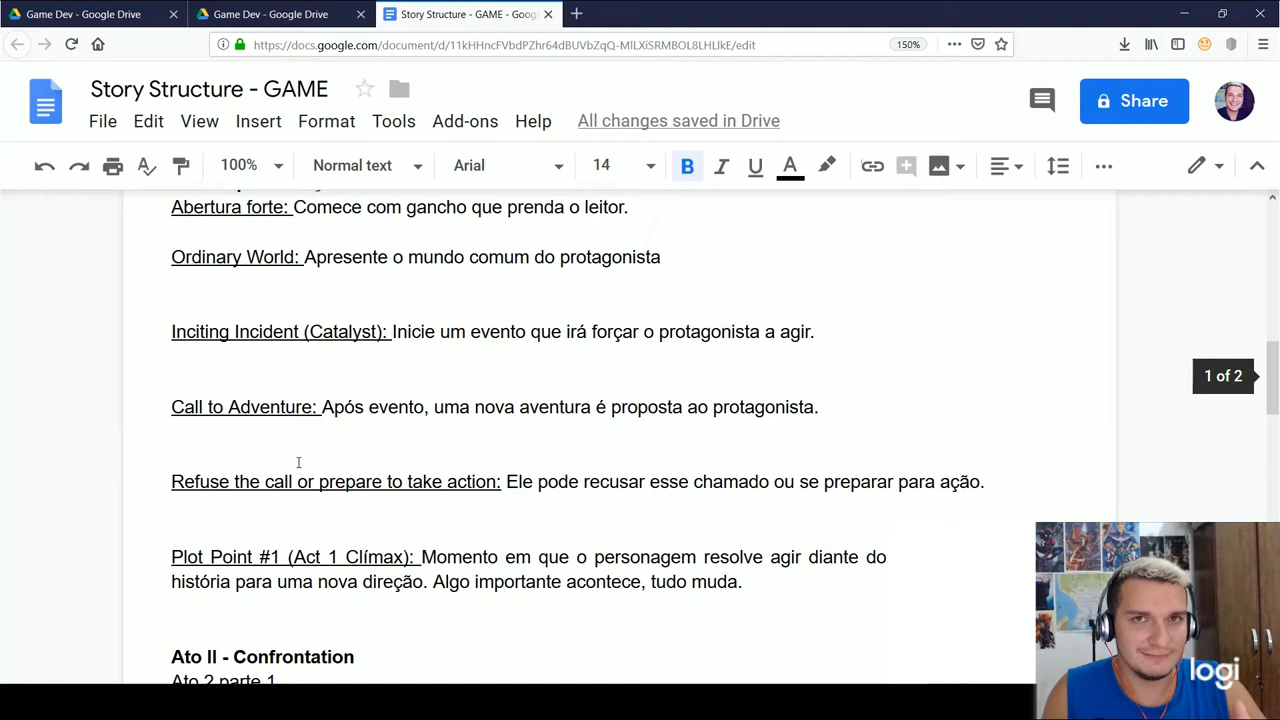 Game Dev - Google Drive
Game Dev - Google Drive
Story Structure - GAME - Goog
https://docs.google.com/document/d/11kHHncFVbdPZhr64dBUVbZqQ-MlLXiSRMBOL8LHLIkE/edit
150%
Story Structure - GAME
Share
File Edit View Insert Format Tools Add-ons Help All changes saved in Drive
100% Normal text Arial 14 B I U A
Abertura forte: Comece com gancho que prenda o leitor.
Ordinary World: Apresente o mundo comum do protagonista
Inciting Incident (Catalyst): Inicie um evento que irá forçar o protagonista a agir.
1 of 2
Call to Adventure: Após evento, uma nova aventura é proposta ao protagonista.
Refuse the call or prepare to take action: Ele pode recusar esse chamado ou se preparar para ação.
Plot Point #1 (Act 1 Clímax): Momento em que o personagem resolve agir diante do
história para uma nova direção. Algo importante acontece, tudo muda.
Ato II - Confrontation
Ato 2 parte 1
logi